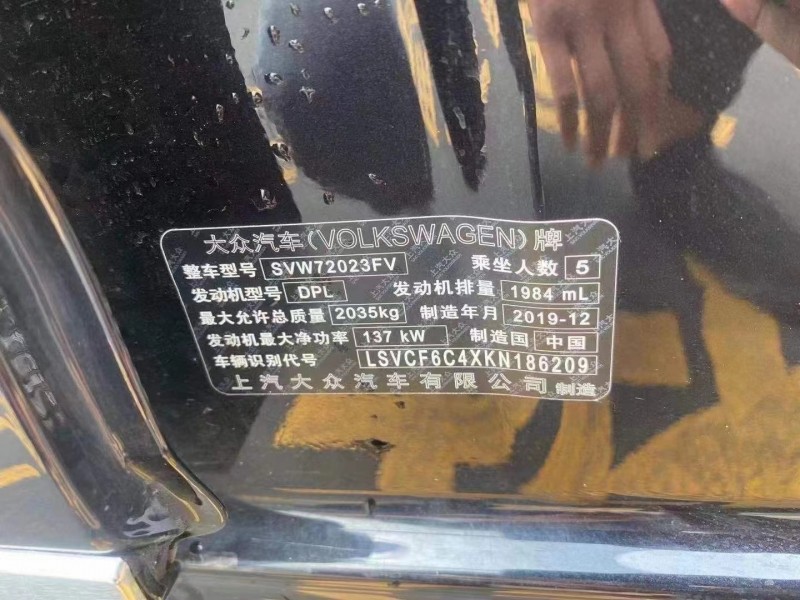 大众汽车(VOLKSWAGEN)牌
整车型号 SVW72023FV 乘坐人数 5
发动机型号 DPL 发动机排量 1984 mL
最大允许总质量 2035kg 制造年月 2019-12
发动机最大净功率 137 kW 制造国 中国
车辆识别代号 LSVCF6C4XKN186209
上汽大众汽车有限公司 制造